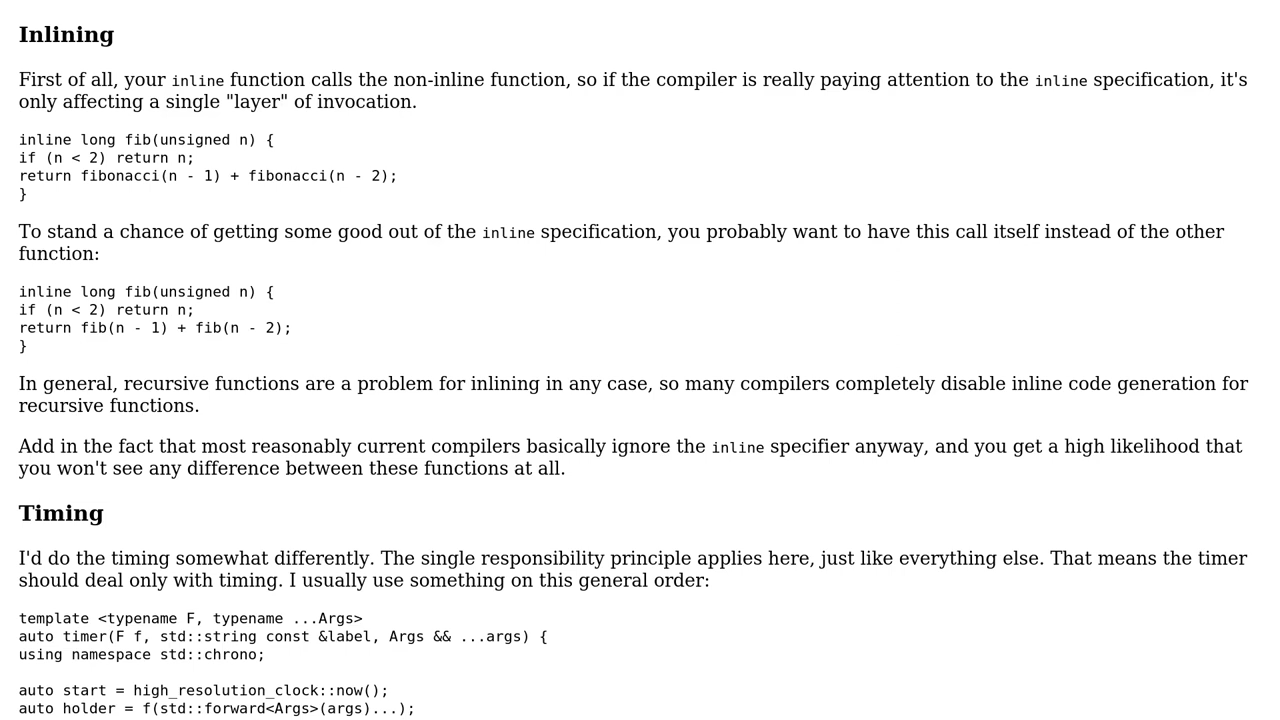 Inlining
First of all, your inline function calls the non-inline function, so if the compiler is really paying attention to the inline specification, it's
only affecting a single "layer" of invocation.
inline long fib(unsigned n) {
if (n < 2) return n;
return fibonacci(n - 1) + fibonacci(n - 2);
}
To stand a chance of getting some good out of the inline specification, you probably want to have this call itself instead of the other
function:
inline long fib(unsigned n) {
if (n < 2) return n;
return fib(n - 1) + fib(n - 2);
}
In general, recursive functions are a problem for inlining in any case, so many compilers completely disable inline code generation for
recursive functions.
Add in the fact that most reasonably current compilers basically ignore the inline specifier anyway, and you get a high likelihood that
you won't see any difference between these functions at all.
Timing
I'd do the timing somewhat differently. The single responsibility principle applies here, just like everything else. That means the timer
should deal only with timing. I usually use something on this general order:
template <typename F, typename ...Args>
auto timer(F f, std::string const &label, Args && ...args) {
using namespace std::chrono;
auto start = high_resolution_clock::now();
auto holder = f(std::forward<Args>(args)...);